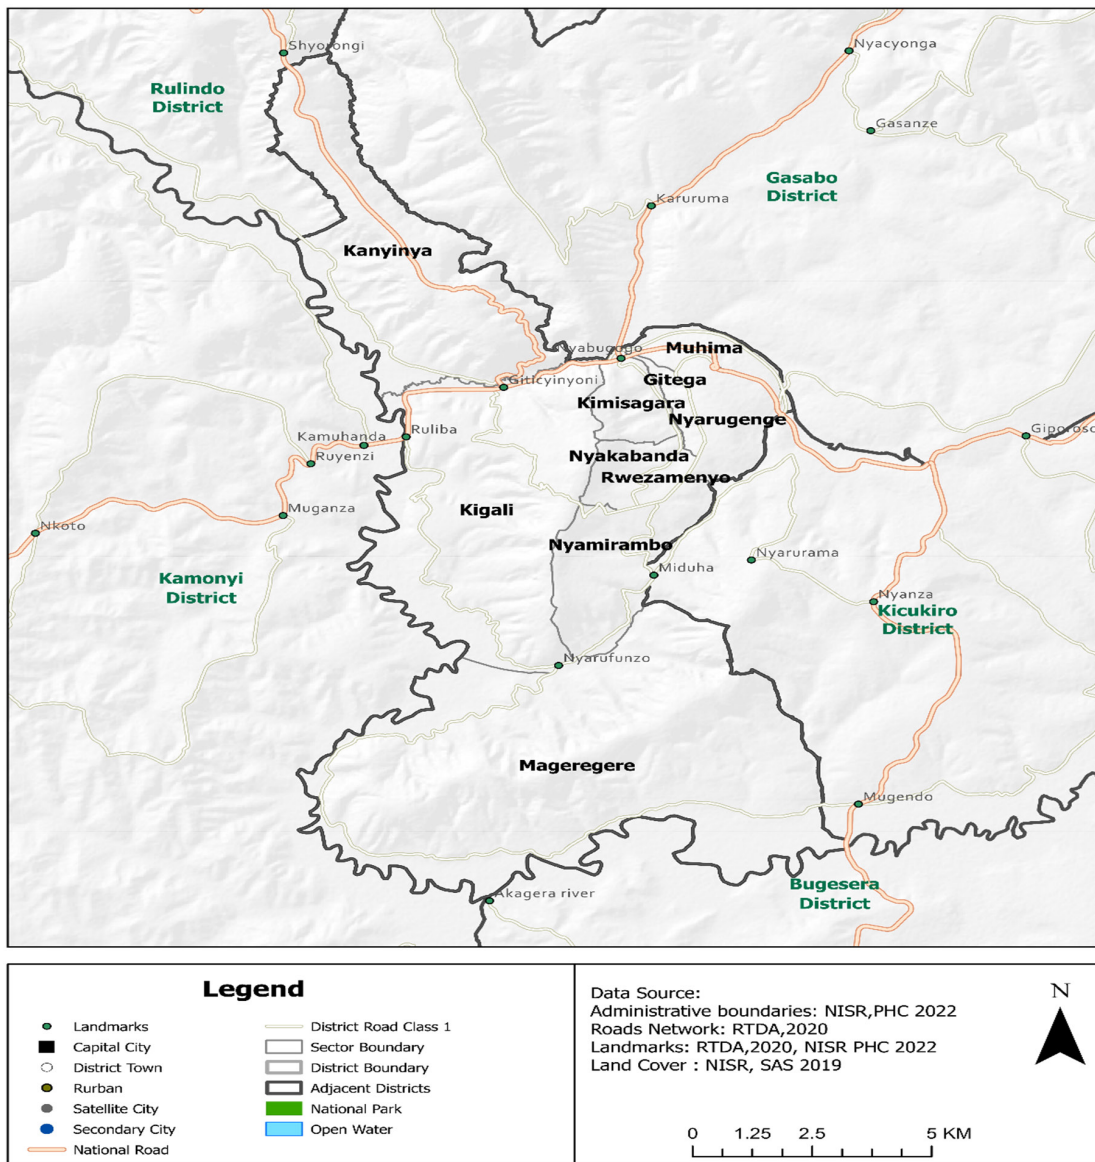 Shyorongi
Nyacyonga
Rulindo
District
Gasanze
Gasabo
District
Karuruma
Kanyinya
Nyabugogo
Muhima
Giticyinyoni
Gitega
Kimisagara
Nyarugenge
Kamuhanda
Ruliba
Giporoso
Ruyenzi
Nyakabanda
Rwezamenyo
Muganza
Kigali
Nkoto
Nyamirambo
Nyarurama
Miduha
Kamonyi
District
Nyanza
Kicukiro
District
Nyarufunzo
Mageregere
Mugendo
Bugesera
District
Akagera river
Legend
Landmarks
Capital City
District Town
Rurban
Satellite City
Secondary City
National Road
District Road Class 1
Sector Boundary
District Boundary
Adjacent Districts
National Park
Open Water
Data Source:
Administrative boundaries: NISR,PHC 2022
Roads Network: RTDA,2020
Landmarks: RTDA,2020, NISR PHC 2022
Land Cover : NISR, SAS 2019
N
0 1.25 2.5 5 KM